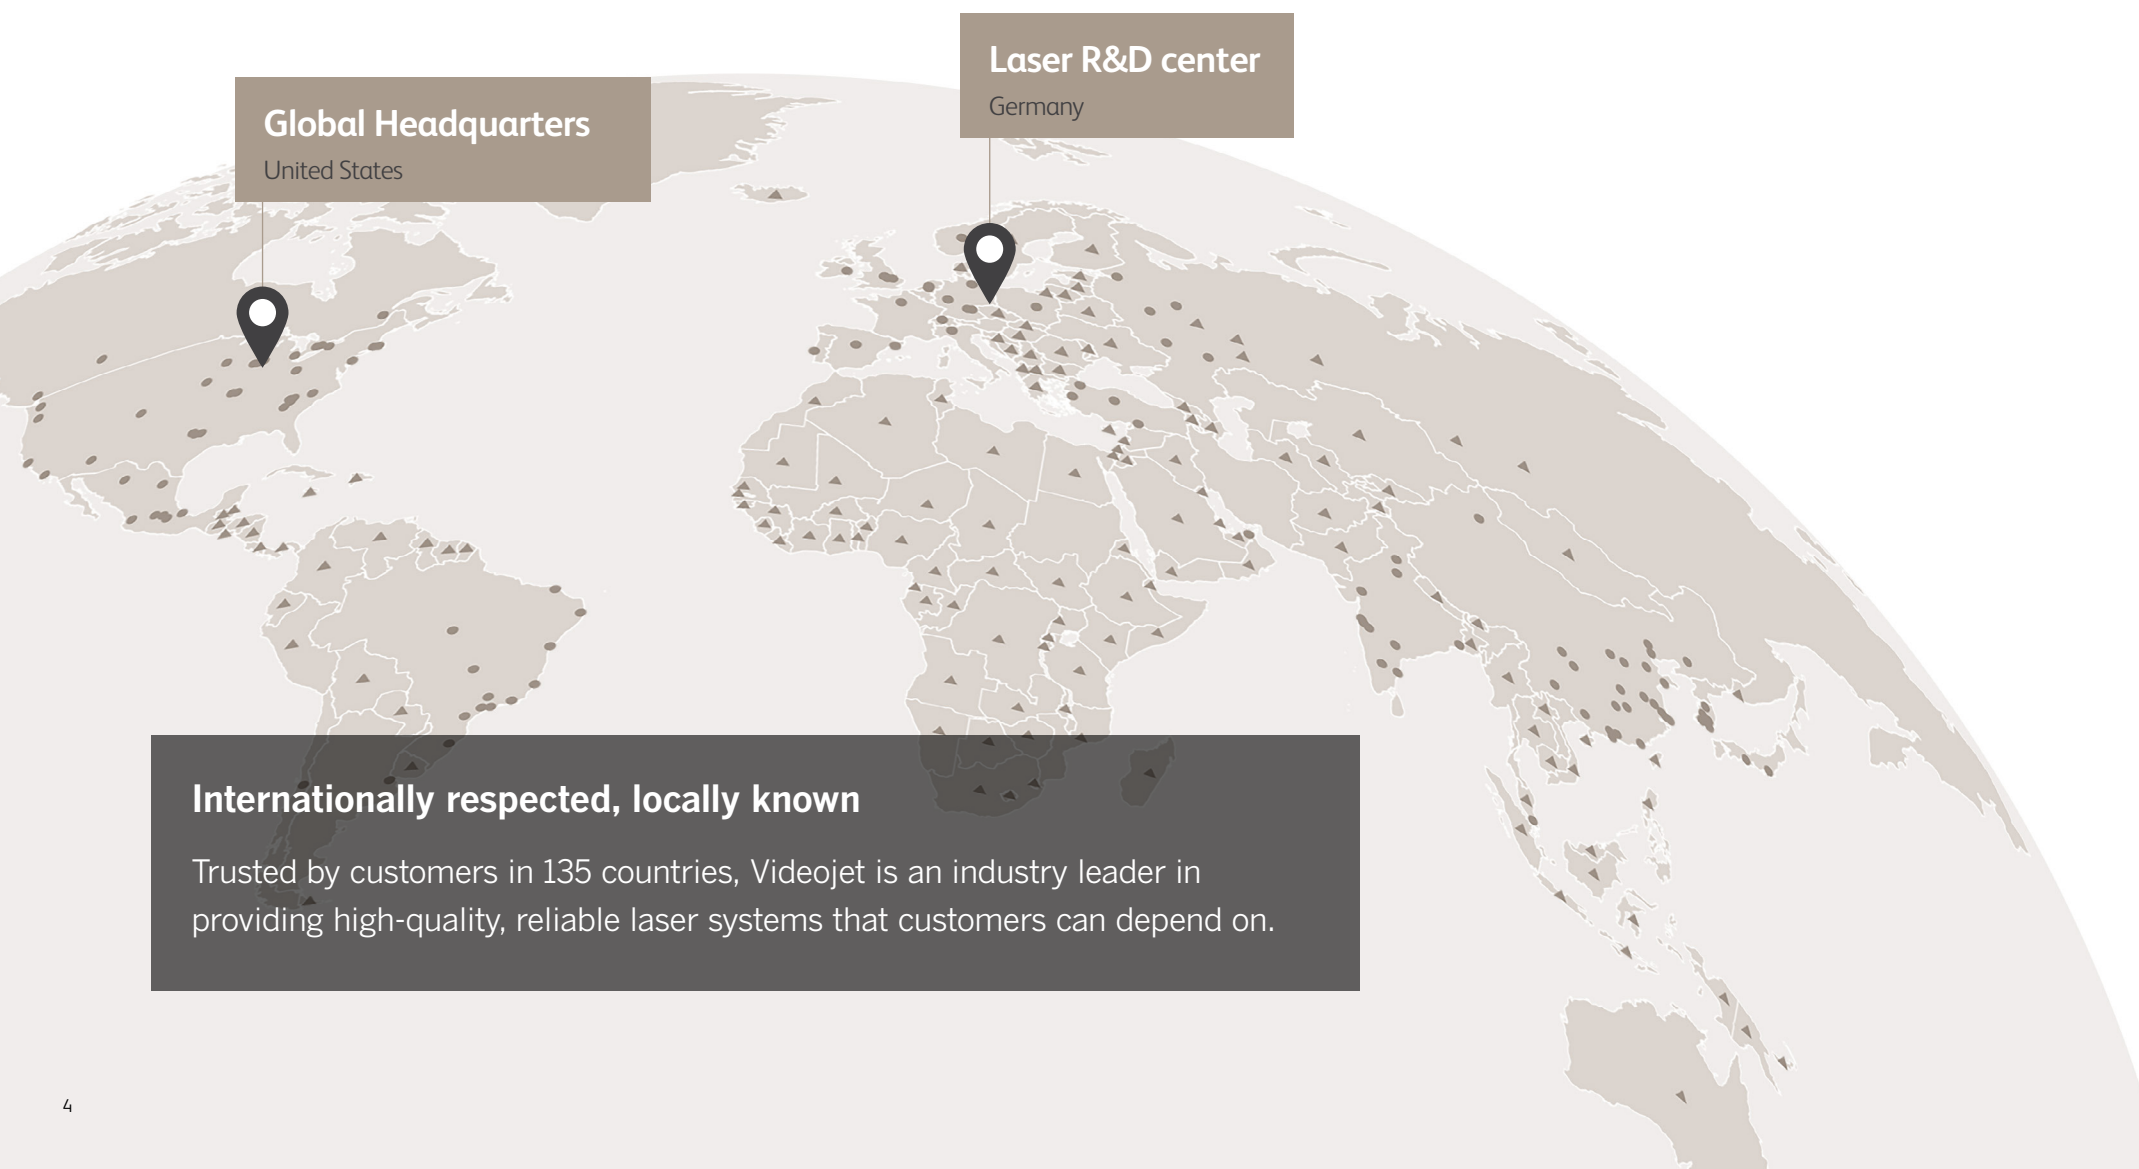 Laser R&D center
Germany
Global Headquarters
United States
Internationally respected, locally known
Trusted by customers in 135 countries, Videojet is an industry leader in
providing high-quality, reliable laser systems that customers can depend on.
4